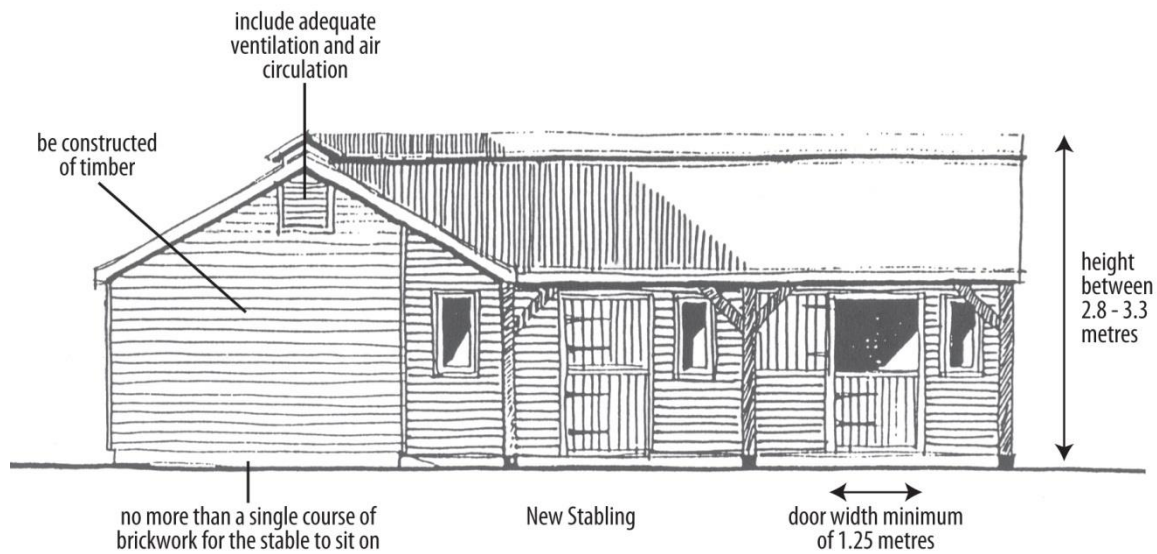 include adequate
ventilation and air
circulation
be constructed
of timber
height
between
2.8 - 3.3
metres
no more than a single course of
brickwork for the stable to sit on
New Stabling
door width minimum
of 1.25 metres